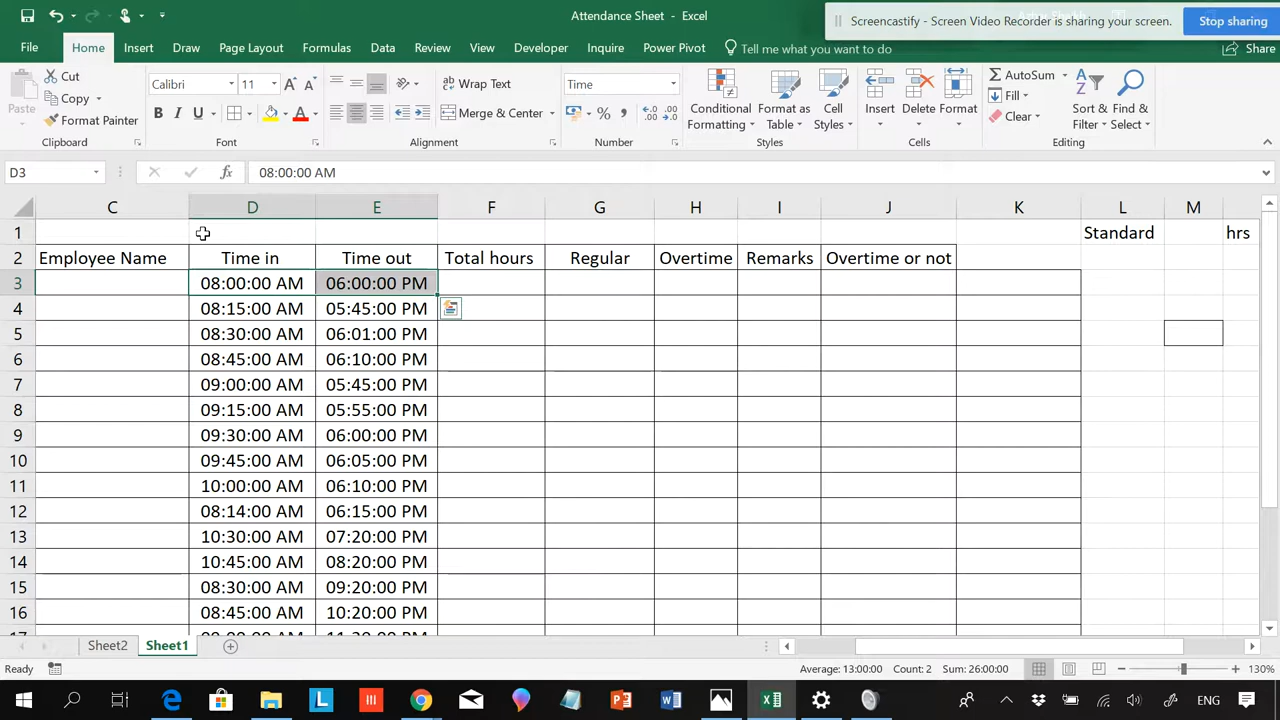 Attendance Sheet - Excel
Screencastify - Screen Video Recorder is sharing your screen.
Stop sharing
File Home Insert Draw Page Layout Formulas Data Review View Developer Inquire Power Pivot Tell me what you want to do Share
Paste
Cut
Copy
Format Painter
Calibri 11
B I U
Wrap Text
Merge & Center
Time
Conditional Formatting
Format as Table
Cell Styles
Insert Delete Format
AutoSum
Fill
Clear
Sort & Filter
Find & Select
Clipboard Font Alignment Number Styles Cells Editing
D3 fx 08:00:00 AM
C D E F G H I J K L M
1 Standard hrs
2 Employee Name Time in Time out Total hours Regular Overtime Remarks Overtime or not
3 08:00:00 AM 06:00:00 PM
4 08:15:00 AM 05:45:00 PM
5 08:30:00 AM 06:01:00 PM
6 08:45:00 AM 06:10:00 PM
7 09:00:00 AM 05:45:00 PM
8 09:15:00 AM 05:55:00 PM
9 09:30:00 AM 06:00:00 PM
10 09:45:00 AM 06:05:00 PM
11 10:00:00 AM 06:10:00 PM
12 08:14:00 AM 06:15:00 PM
13 10:30:00 AM 07:20:00 PM
14 10:45:00 AM 08:20:00 PM
15 08:30:00 AM 09:20:00 PM
16 08:45:00 AM 10:20:00 PM
Sheet2 Sheet1
Ready Average: 13:00:00 Count: 2 Sum: 26:00:00 130%
ENG